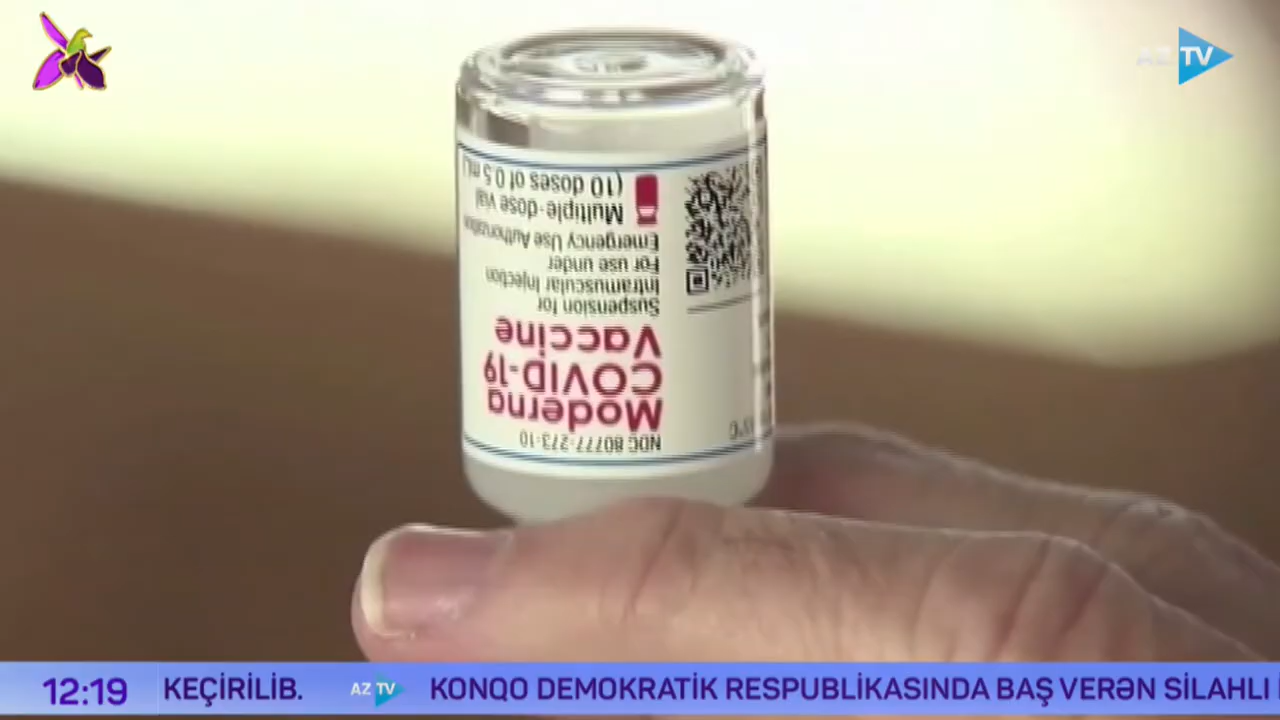 AZ TV
(10 doses of 0.5 mL)
Multiple-dose vial
Emergency Use Authorization
For use under
Intramuscular Injection
Suspension for
Vaccine
COVID-19
Moderna
NDC 80777-273-10
12:19 KEÇİRİLİB. AZ TV KONQO DEMOKRATİK RESPUBLİKASINDA BAŞ VERƏN SİLAHLI